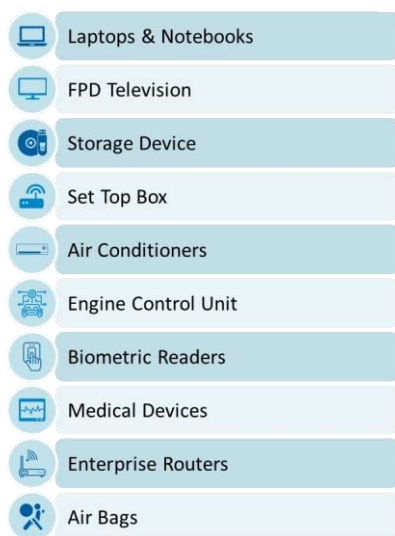 Laptops & Notebooks
FPD Television
Storage Device
Set Top Box
Air Conditioners
Engine Control Unit
Biometric Readers
Medical Devices
Enterprise Routers
Air Bags